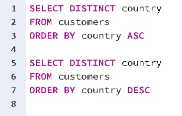 1 SELECT DISTINCT country
2 FROM customers
3 ORDER BY country ASC
4
5 SELECT DISTINCT country
6 FROM customers
7 ORDER BY country DESC
8